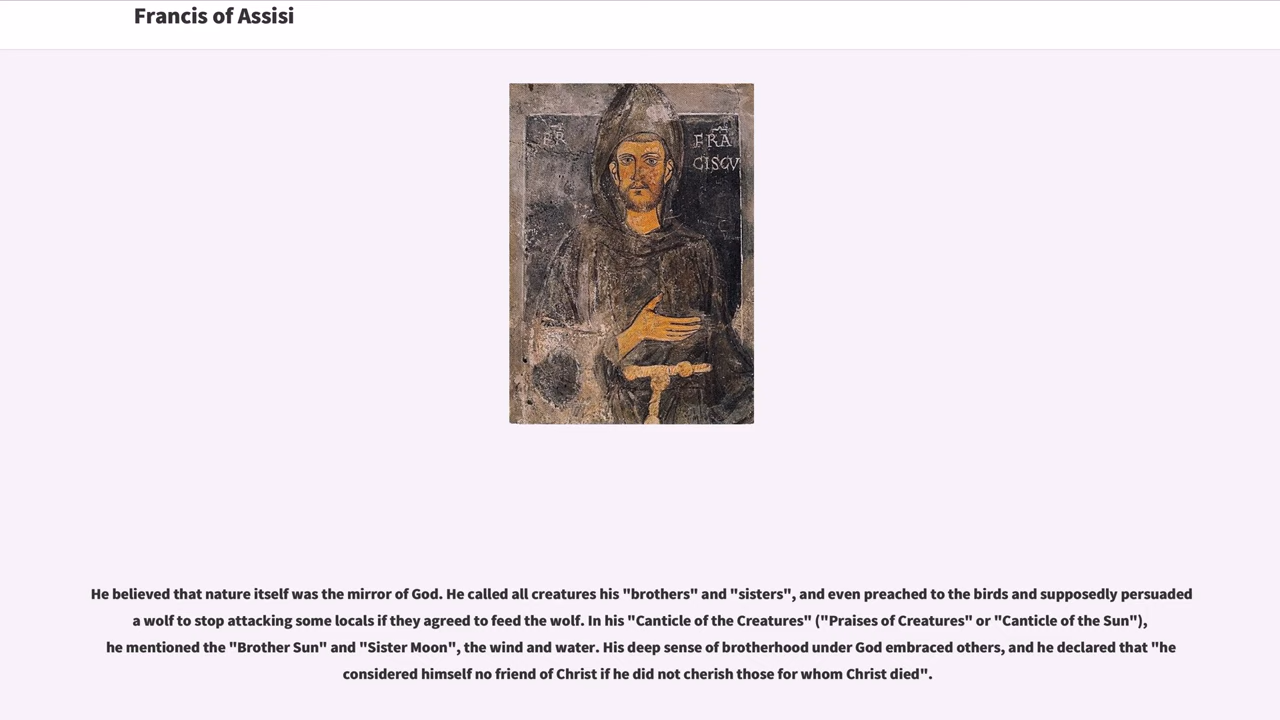 Francis of Assisi
FR
FRA
CISCV
He believed that nature itself was the mirror of God. He called all creatures his "brothers" and "sisters", and even preached to the birds and supposedly persuaded
a wolf to stop attacking some locals if they agreed to feed the wolf. In his "Canticle of the Creatures" ("Praises of Creatures" or "Canticle of the Sun"),
he mentioned the "Brother Sun" and "Sister Moon", the wind and water. His deep sense of brotherhood under God embraced others, and he declared that "he
considered himself no friend of Christ if he did not cherish those for whom Christ died".